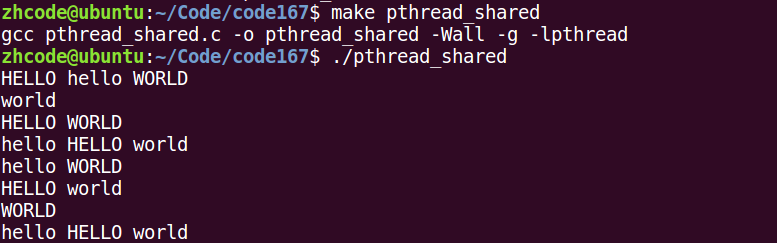 zhcode@ubuntu:~/Code/code167$ make pthread_shared
gcc pthread_shared.c -o pthread_shared -Wall -g -lpthread
zhcode@ubuntu:~/Code/code167$ ./pthread_shared
HELLO hello WORLD
world
HELLO WORLD
hello HELLO world
hello WORLD
HELLO world
WORLD
hello HELLO world